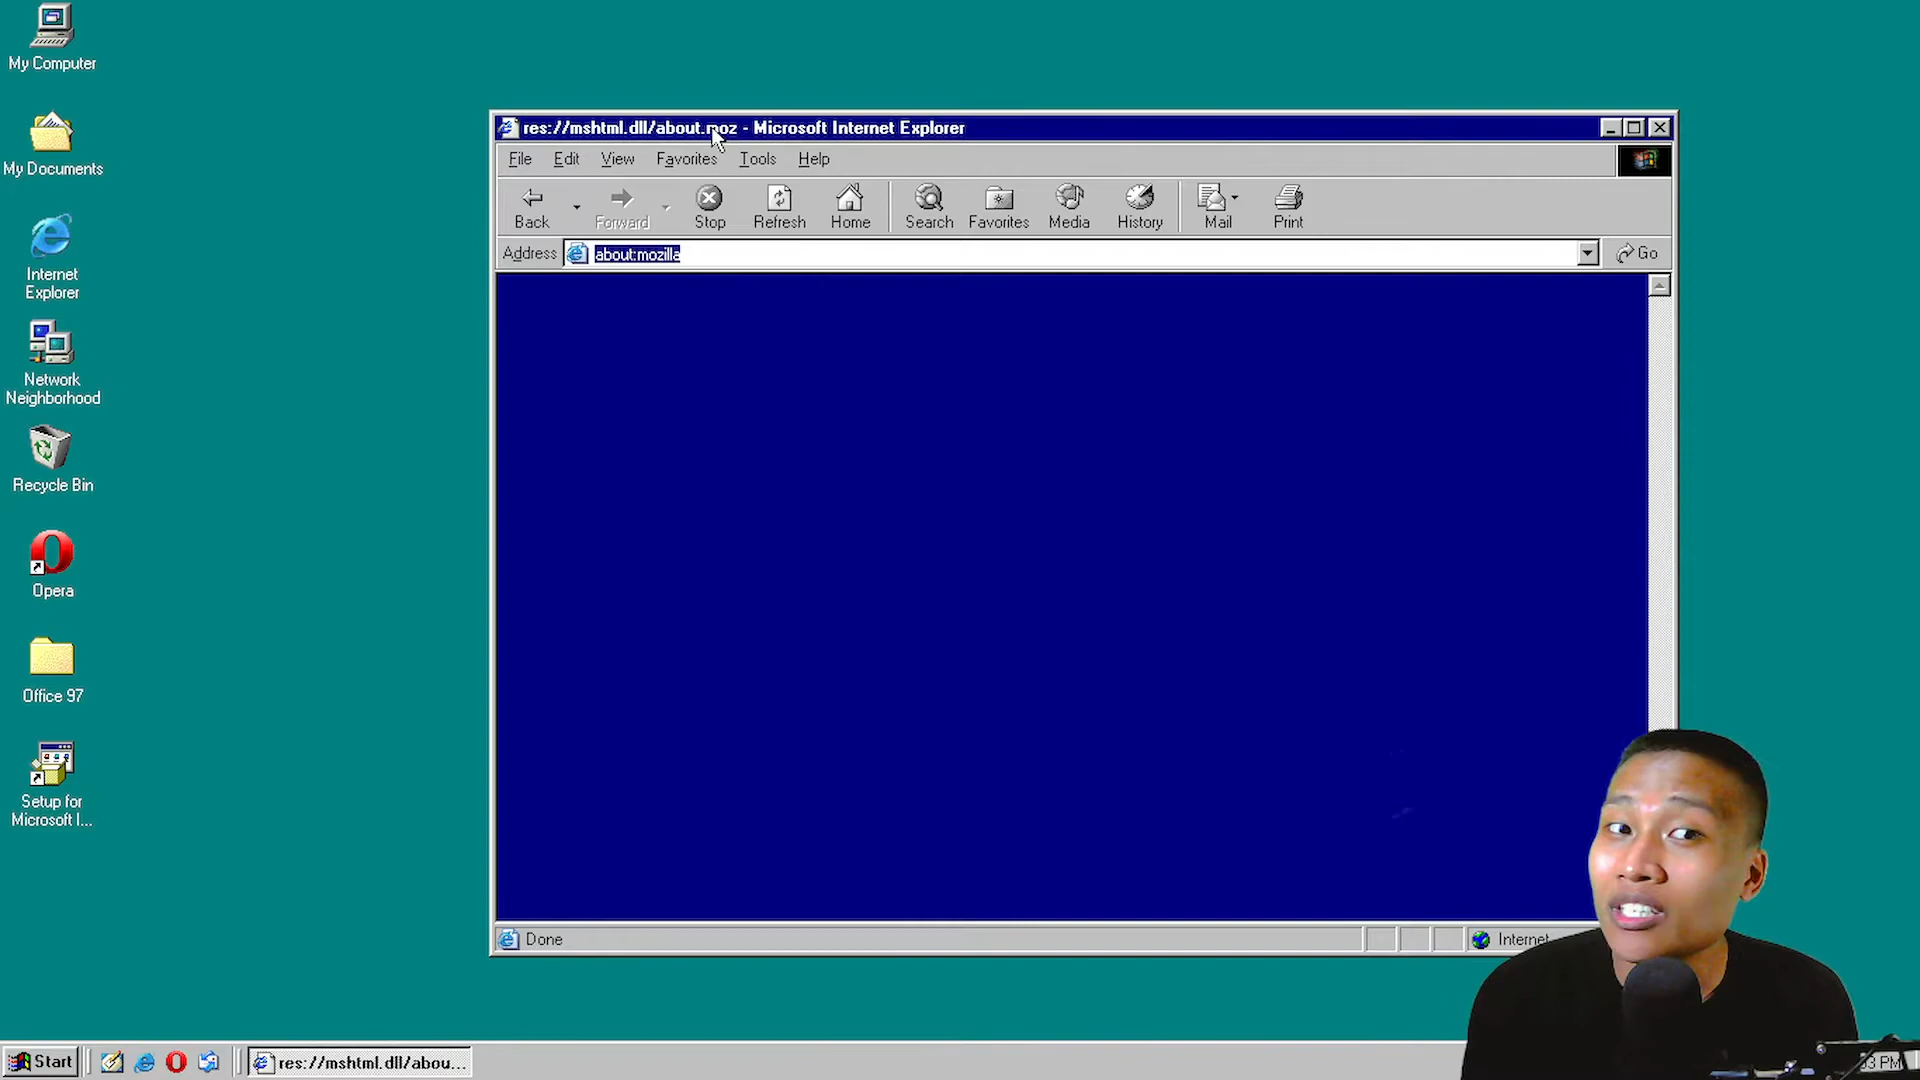 My Computer
My Documents
Internet
Explorer
Network
Neighborhood
Recycle Bin
Opera
Office 97
Setup for
Microsoft I...
res://mshtml.dll/about.moz - Microsoft Internet Explorer
File Edit View Favorites Tools Help
Back Forward Stop Refresh Home Search Favorites Media History Mail Print
Address about:mozilla Go
Done Internet
Start res://mshtml.dll/abou... PM